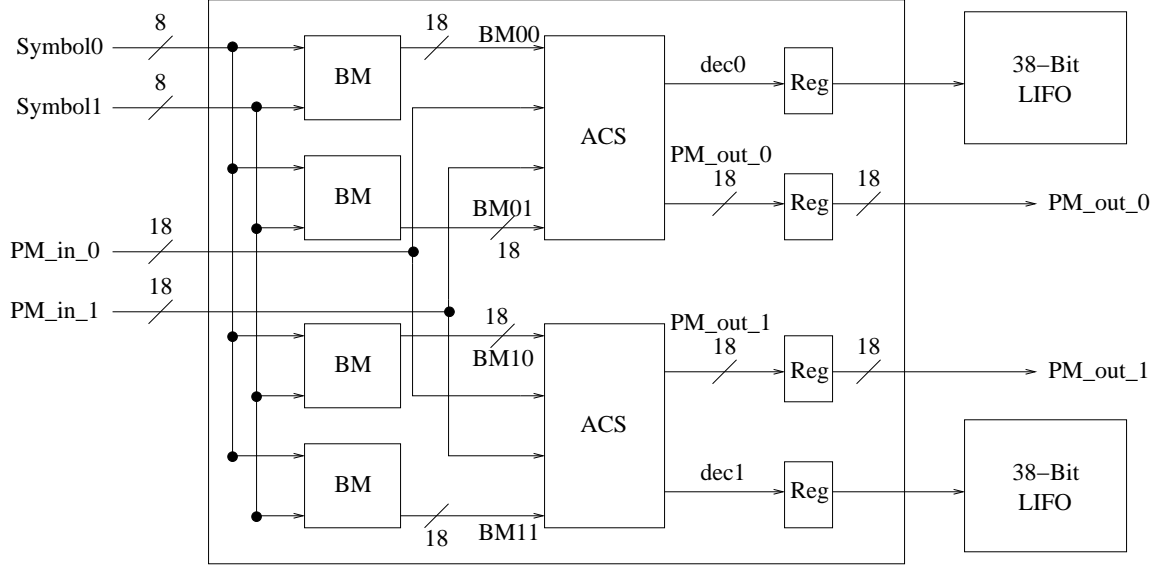 Symbol0
8
Symbol1
8
BM
18
BM00
ACS
dec0
Reg
38−Bit
LIFO
BM
BM01
18
PM_out_0
18
Reg
18
PM_out_0
PM_in_0
18
PM_in_1
18
BM
18
BM10
ACS
PM_out_1
18
Reg
18
PM_out_1
BM
18
BM11
dec1
Reg
38−Bit
LIFO